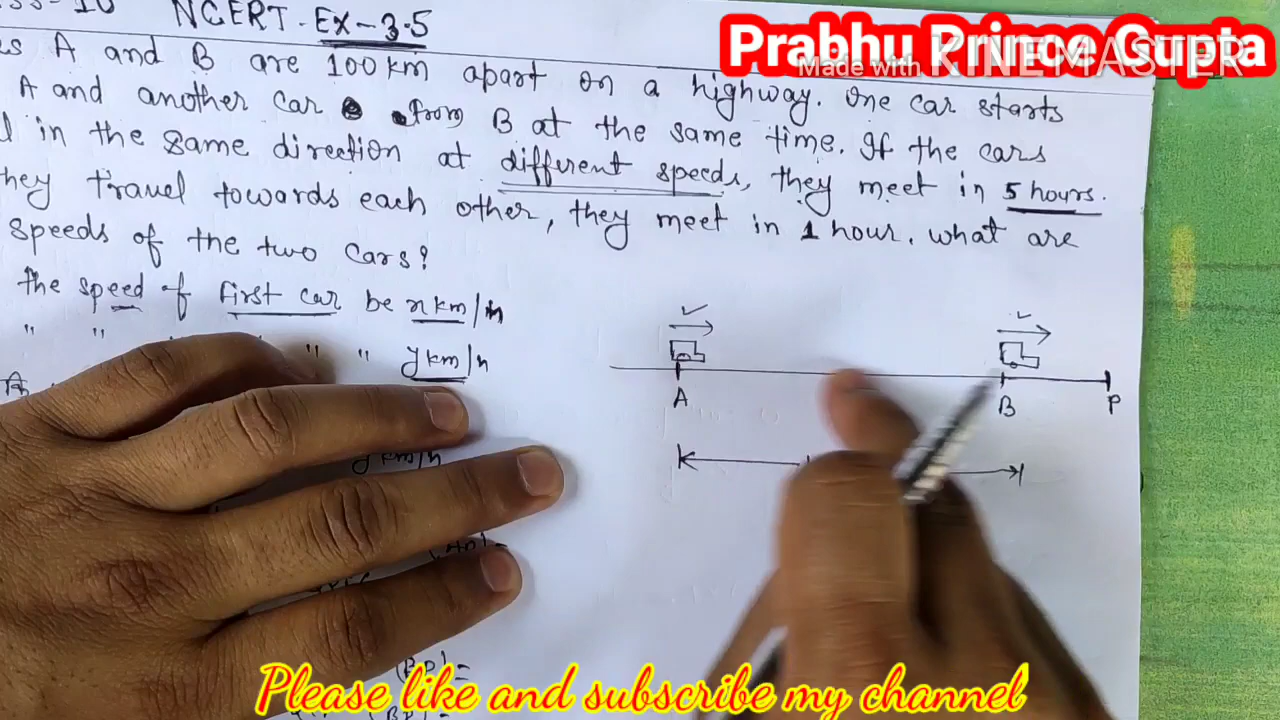 NCERT - EX-3.5
Prabhu Prince Gupta
Made with KINEMASTER
A and B are 100 km apart on a highway. One car starts
A and another car from B at the same time. If the cars
in the same direction at different speeds, they meet in 5 hours.
they travel towards each other, they meet in 1 hour. what are
speeds of the two cars?
the speed of first car be x km/h
" " " " y km/h
A B P
y km/h
(BP) =
Please like and subscribe my channel